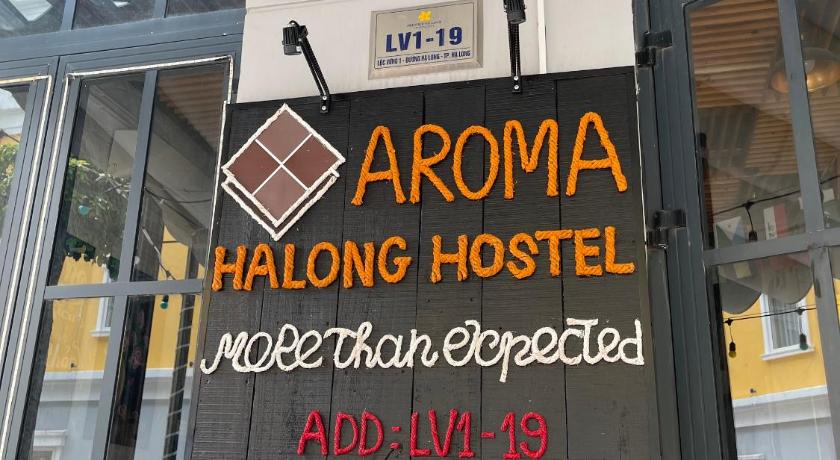 LV1-19
AROMA
HALONG HOSTEL
MORE Than Expected
ADD:LV1-19